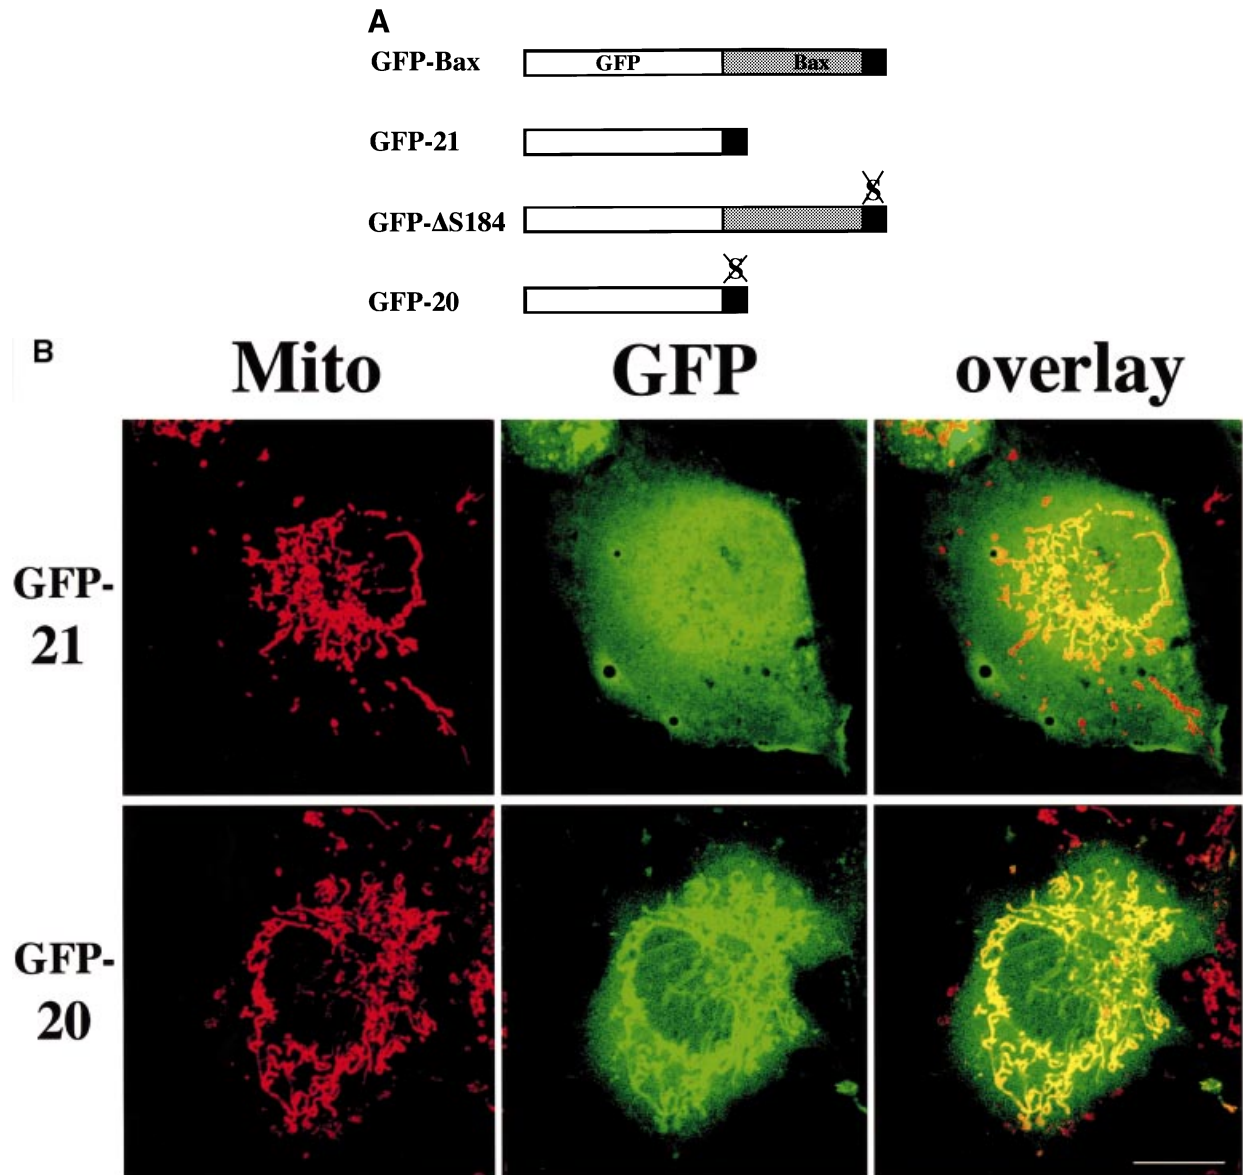 A
GFP-Bax
GFP
Bax
GFP-21
S
GFP-ΔS184
S
GFP-20
B
Mito
GFP
overlay
GFP-
21
GFP-
20